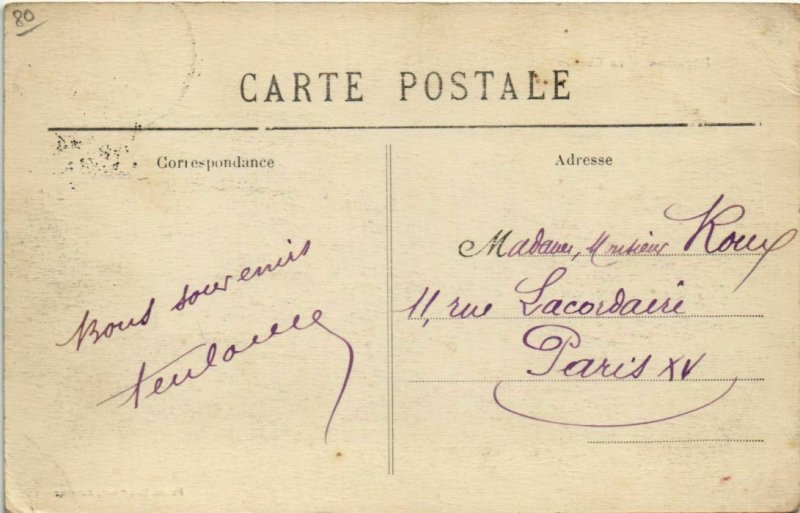 80
CARTE POSTALE
Correspondance
Adresse
Bons souvenirs
Madame, Monsieur Roux
11, rue Lacordaire
Paris XV